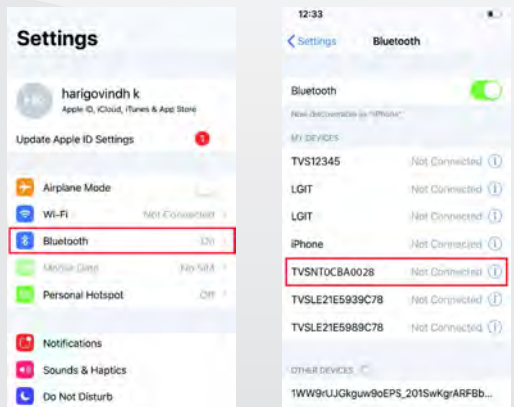 Settings
harigovindh k
Apple ID, iCloud, iTunes & App Store
Update Apple ID Settings
1
Airplane Mode
Wi-Fi Not Connected
Bluetooth On
Mobile Data No SIM
Personal Hotspot Off
Notifications
Sounds & Haptics
Do Not Disturb
12:33
Settings Bluetooth
Bluetooth
Now discoverable as "iPhone".
MY DEVICES
TVS12345 Not Connected
LGIT Not Connected
LGIT Not Connected
iPhone Not Connected
TVSNT0CBA0028 Not Connected
TVSLE21E5939C78 Not Connected
TVSLE21E5989C78 Not Connected
OTHER DEVICES
1WW9rUJGkguw9oEPS_201SwKgrARFBb...